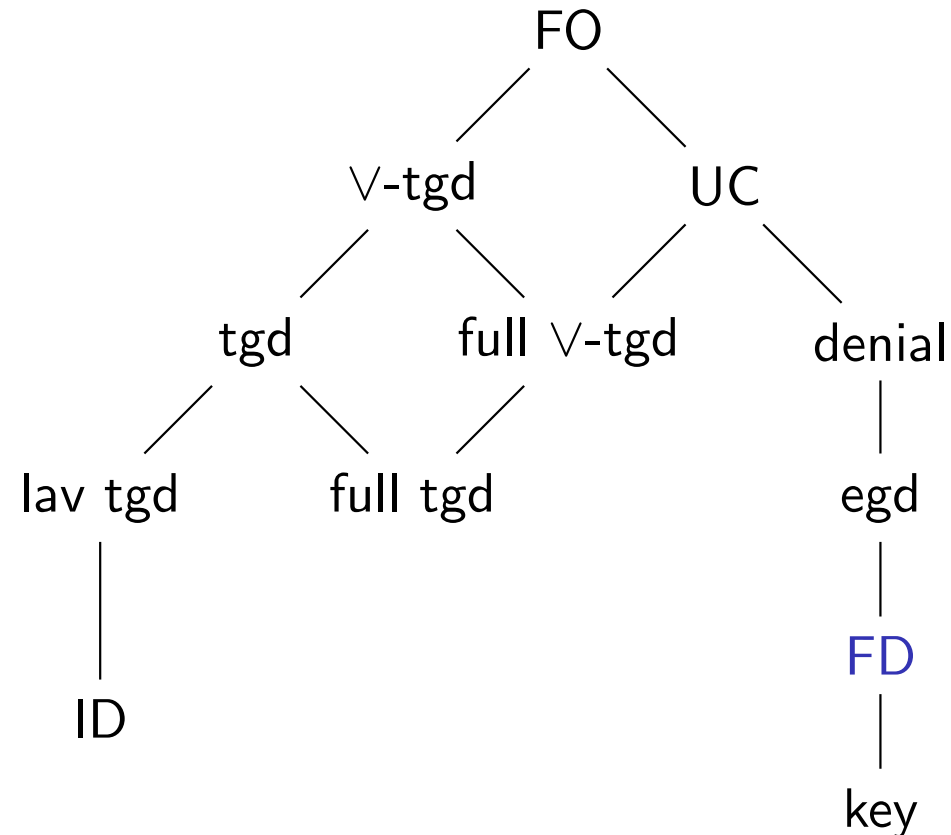 FO
∨-tgd
UC
tgd
full ∨-tgd
denial
lav tgd
full tgd
egd
FD
ID
key